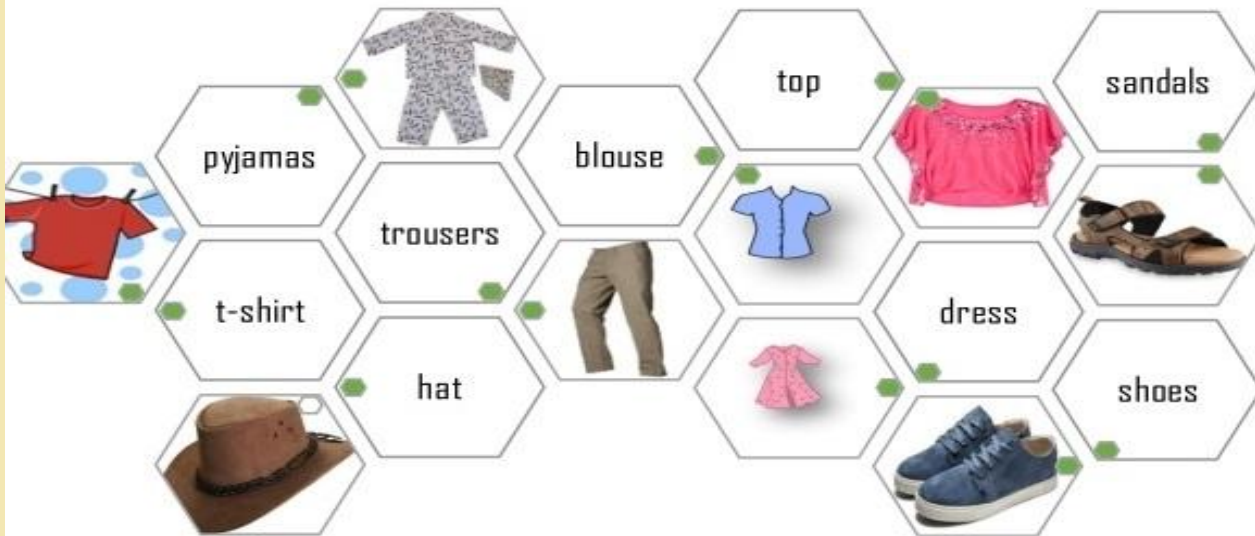 top
sandals
pyjamas
blouse
trousers
t-shirt
dress
hat
shoes